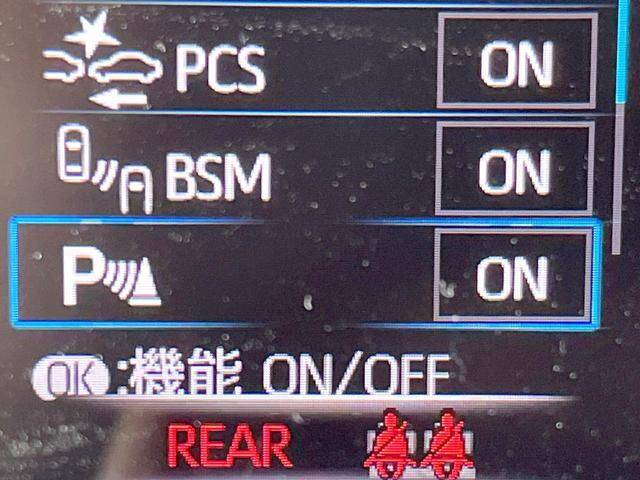 PCS ON
BSM ON
P ON
OK :機能 ON/OFF
REAR